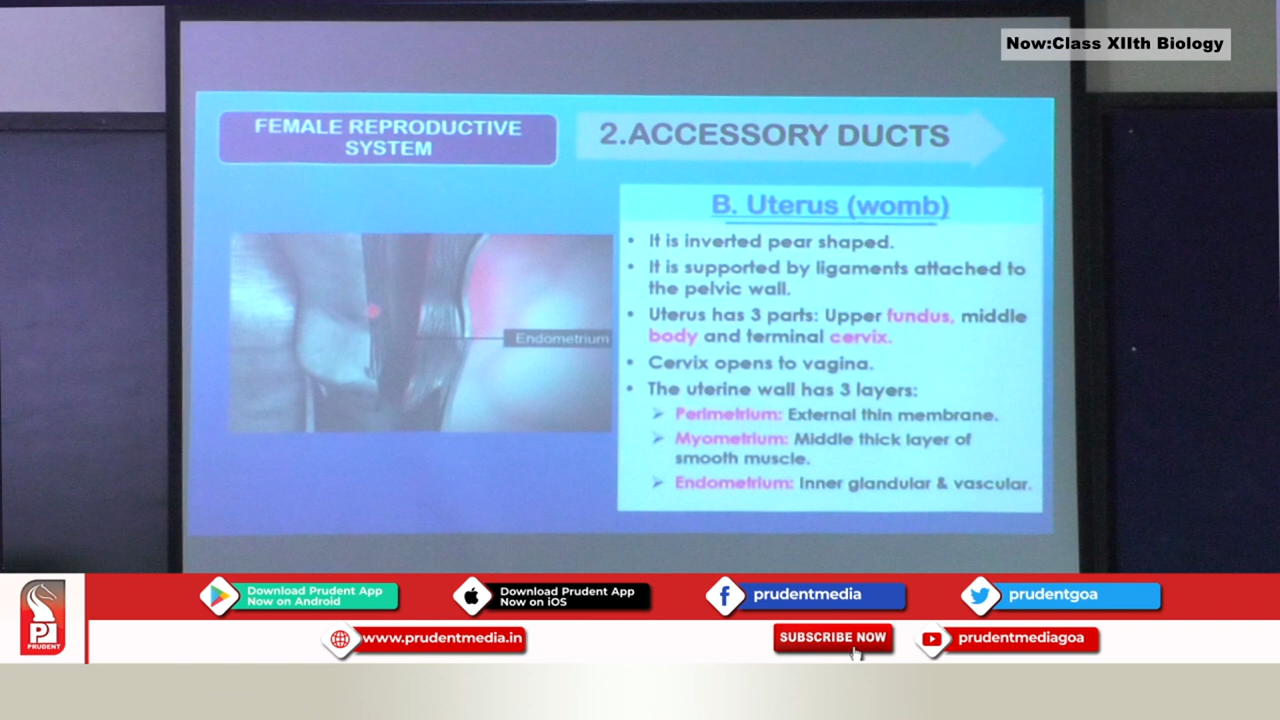 Now:Class XIIth Biology
FEMALE REPRODUCTIVE
SYSTEM
2.ACCESSORY DUCTS
B. Uterus (womb)
• It is inverted pear shaped.
• It is supported by ligaments attached to
the pelvic wall.
• Uterus has 3 parts: Upper fundus, middle
body and terminal cervix.
• Cervix opens to vagina.
• The uterine wall has 3 layers:
➢ Perimetrium: External thin membrane.
➢ Myometrium: Middle thick layer of
smooth muscle.
➢ Endometrium: Inner glandular & vascular.
Endometrium
PRUDENT
Download Prudent App
Now on Android
Download Prudent App
Now on iOS
prudentmedia
prudentgoa
www.prudentmedia.in
SUBSCRIBE NOW
prudentmediagoa